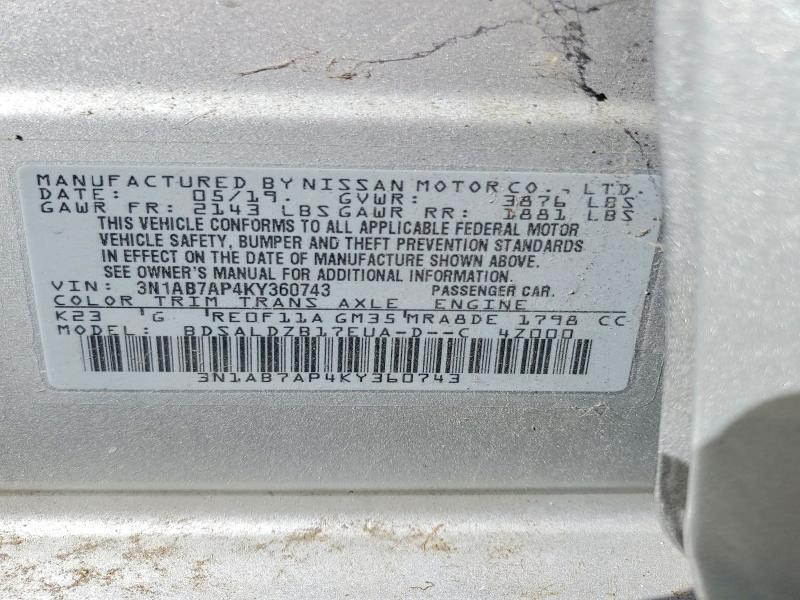 MANUFACTURED BY NISSAN MOTOR CO., LTD.
DATE: 05/19. GVWR: 3876 LBS
GAWR FR: 2143 LBS GAWR RR: 1881 LBS
THIS VEHICLE CONFORMS TO ALL APPLICABLE FEDERAL MOTOR
VEHICLE SAFETY, BUMPER AND THEFT PREVENTION STANDARDS
IN EFFECT ON THE DATE OF MANUFACTURE SHOWN ABOVE.
SEE OWNER'S MANUAL FOR ADDITIONAL INFORMATION.
VIN: 3N1AB7AP4KY360743 PASSENGER CAR.
COLOR TRIM TRANS AXLE ENGINE
K23 G RE0F11A GM35 MRA8DE 1798 CC
MODEL: BDSALDZB17EUA-D--C 4Z000
3N1AB7AP4KY360743